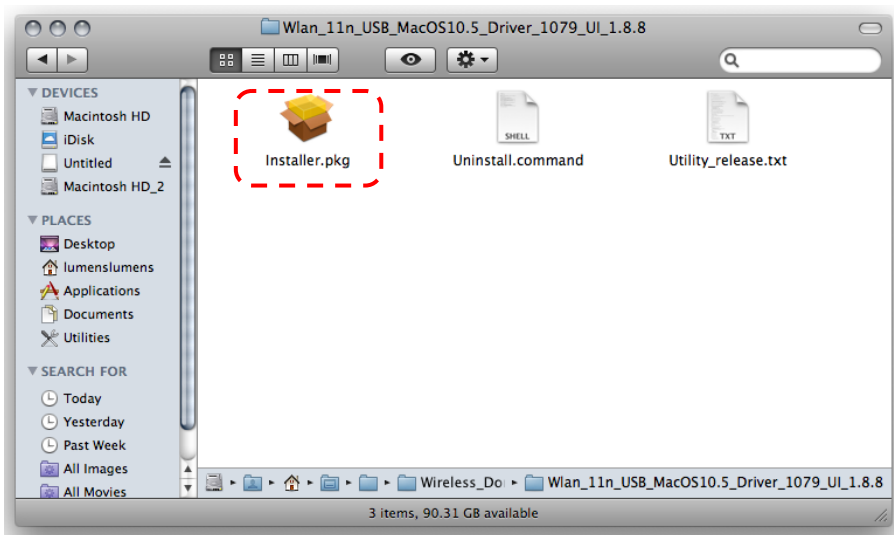 Wlan_11n_USB_MacOS10.5_Driver_1079_UI_1.8.8
DEVICES
Macintosh HD
iDisk
Untitled
Macintosh HD_2
PLACES
Desktop
lumenslumens
Applications
Documents
Utilities
SEARCH FOR
Today
Yesterday
Past Week
All Images
All Movies
Installer.pkg
SHELL
Uninstall.command
TXT
Utility_release.txt
Wireless_Do Wlan_11n_USB_MacOS10.5_Driver_1079_UI_1.8.8
3 items, 90.31 GB available